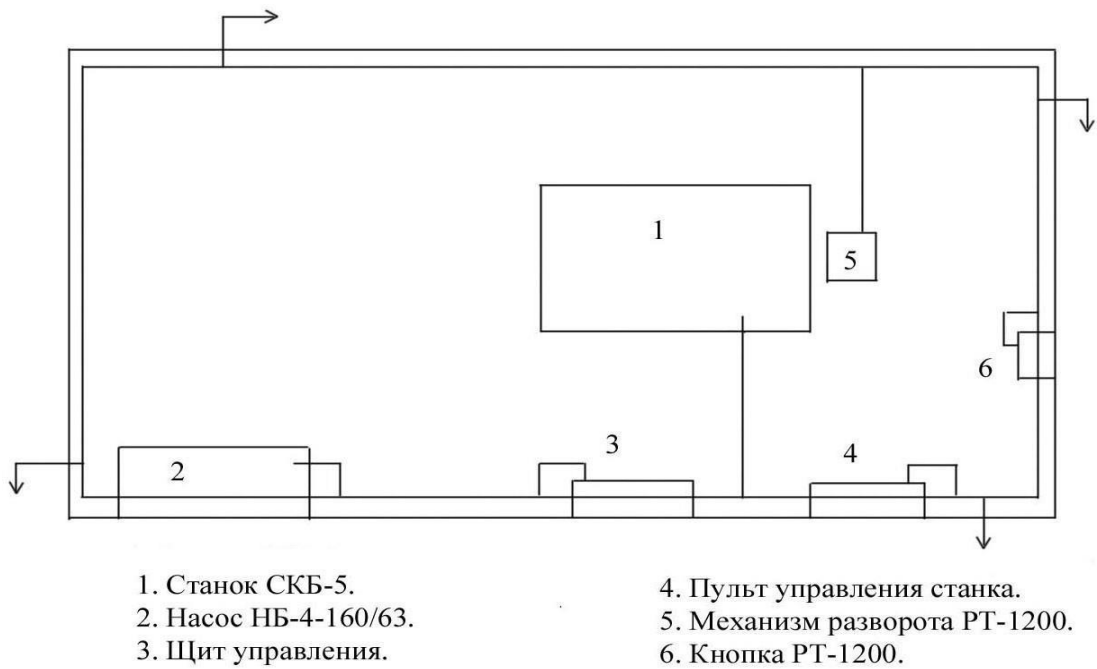 1
5
6
3
4
2
1. Станок СКБ-5.
2. Насос НБ-4-160/63.
3. Щит управления.
4. Пульт управления станка.
5. Механизм разворота РТ-1200.
6. Кнопка РТ-1200.